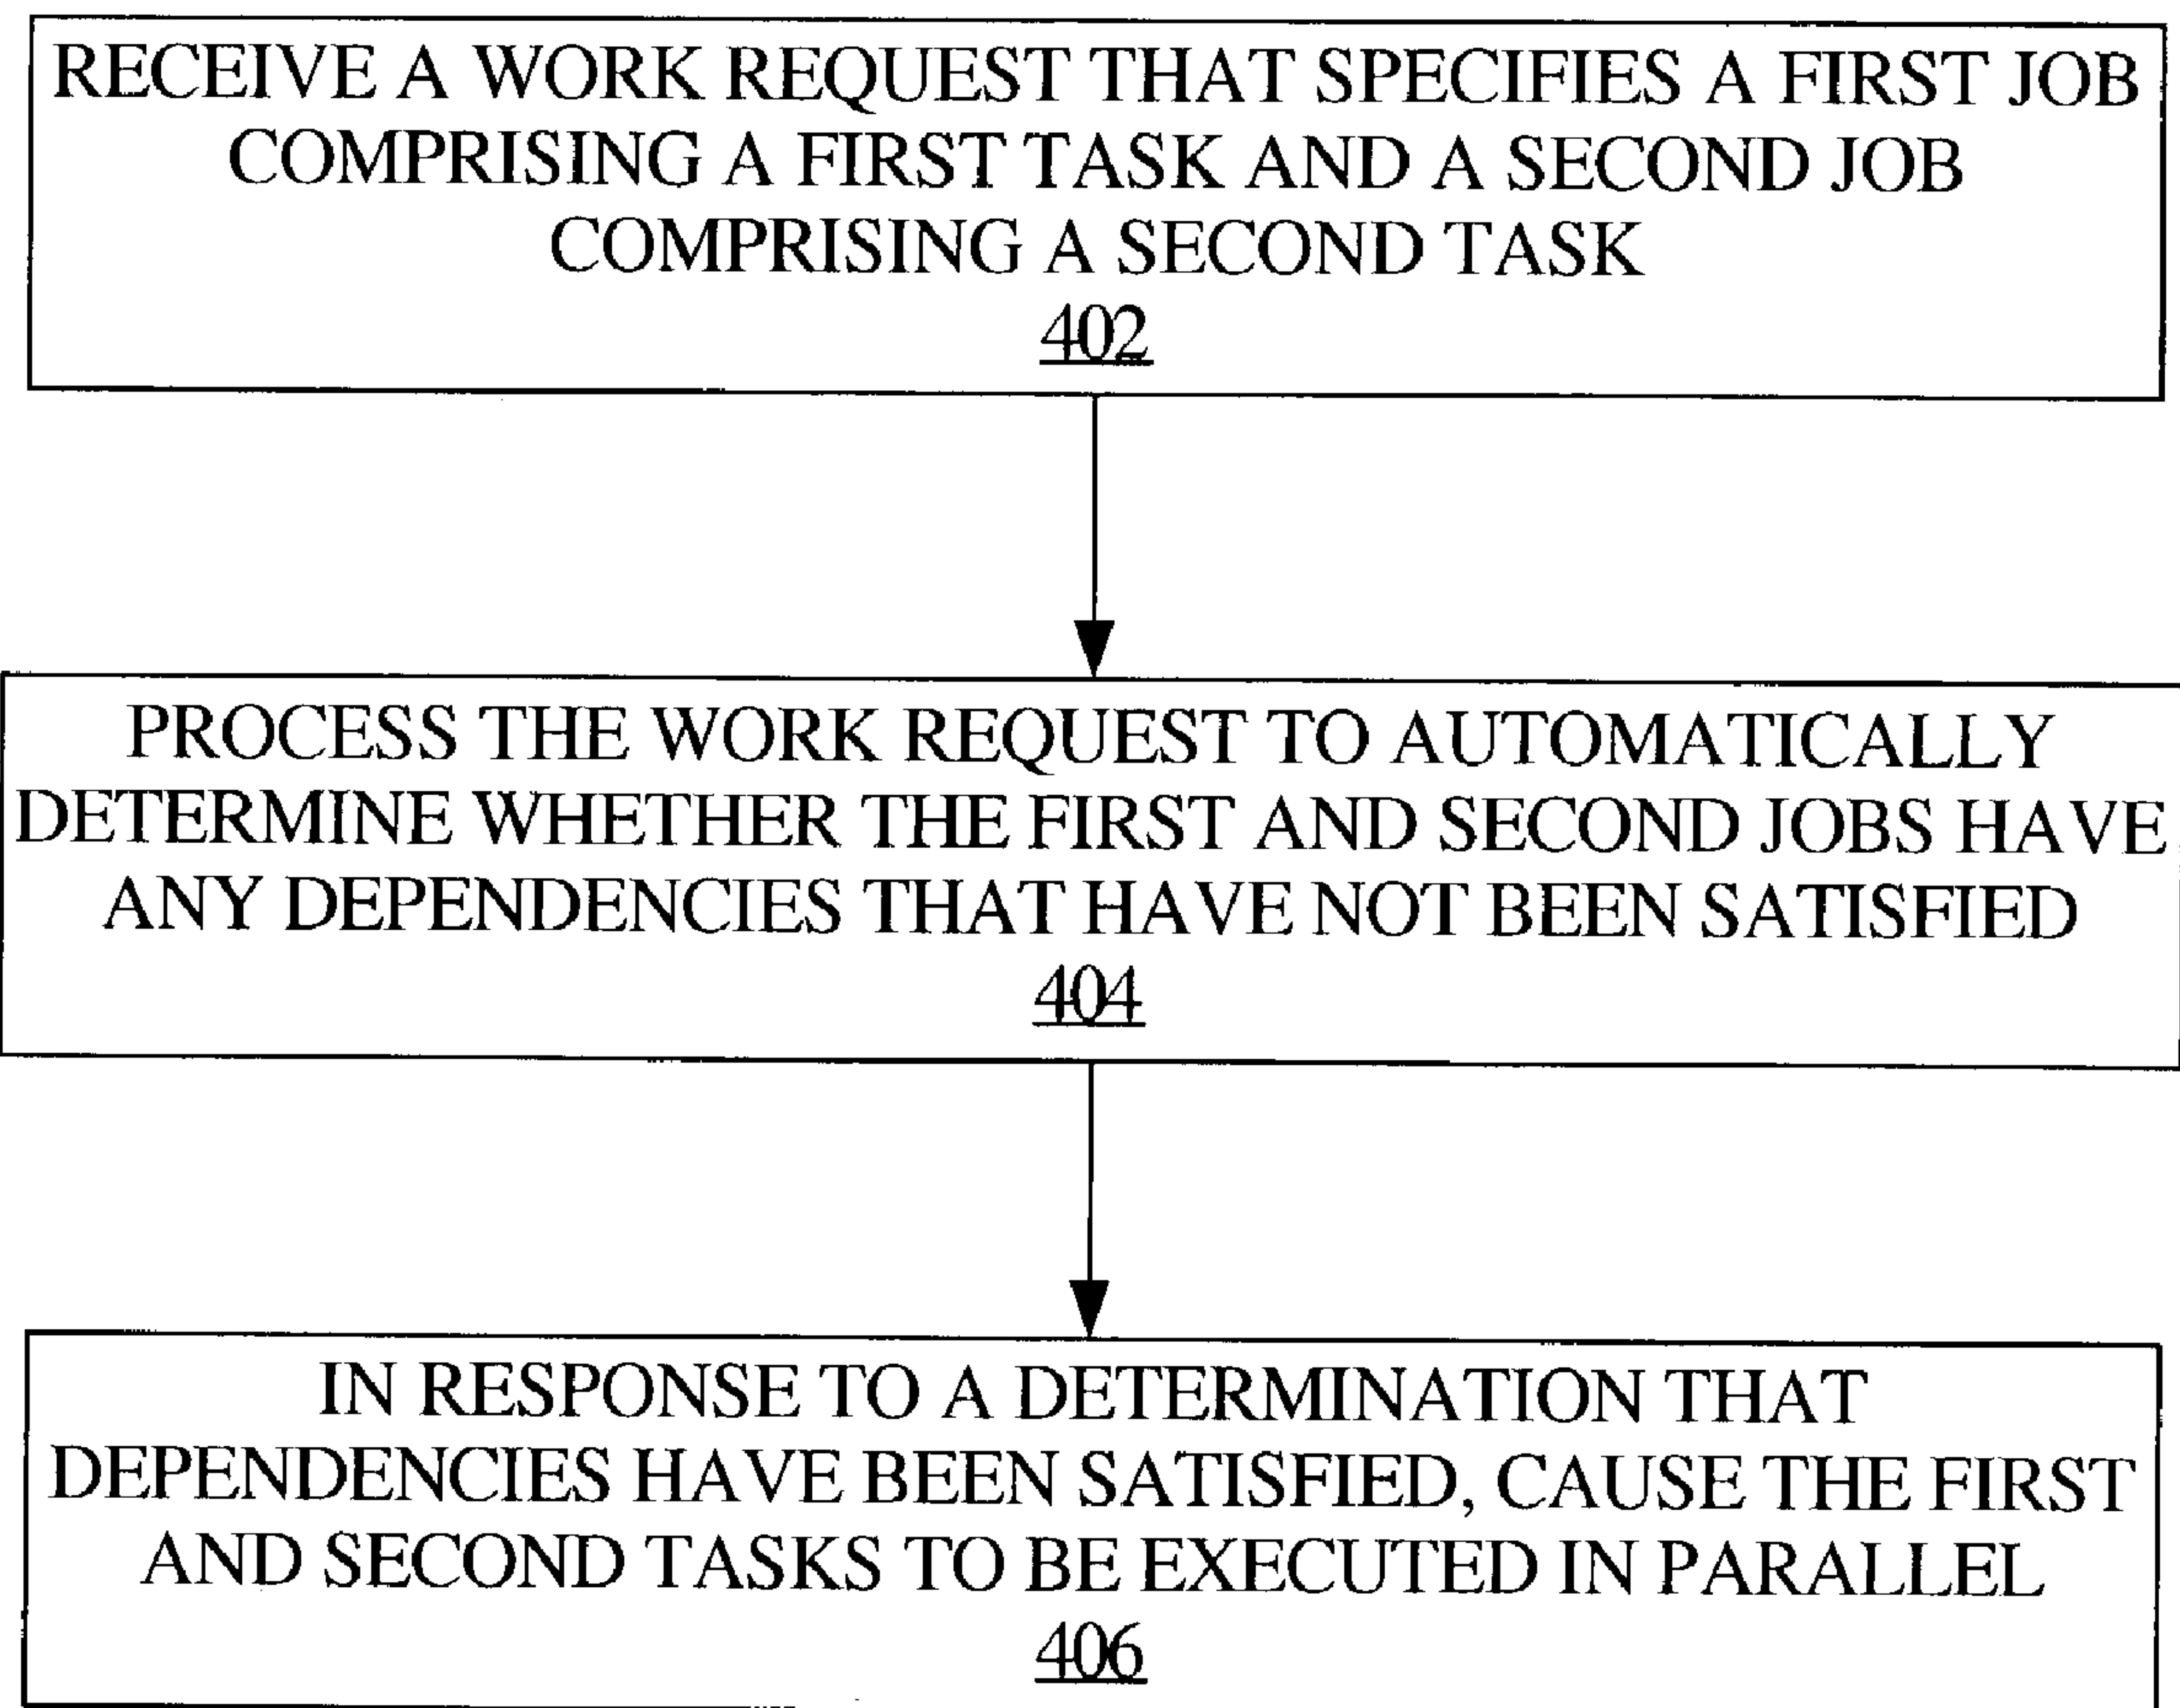 RECEIVE A WORK REQUEST THAT SPECIFIES A FIRST JOB
COMPRISING A FIRST TASK AND A SECOND JOB
COMPRISING A SECOND TASK
402
PROCESS THE WORK REQUEST TO AUTOMATICALLY
DETERMINE WHETHER THE FIRST AND SECOND JOBS HAVE
ANY DEPENDENCIES THAT HAVE NOT BEEN SATISFIED
404
IN RESPONSE TO A DETERMINATION THAT
DEPENDENCIES HAVE BEEN SATISFIED, CAUSE THE FIRST
AND SECOND TASKS TO BE EXECUTED IN PARALLEL
406